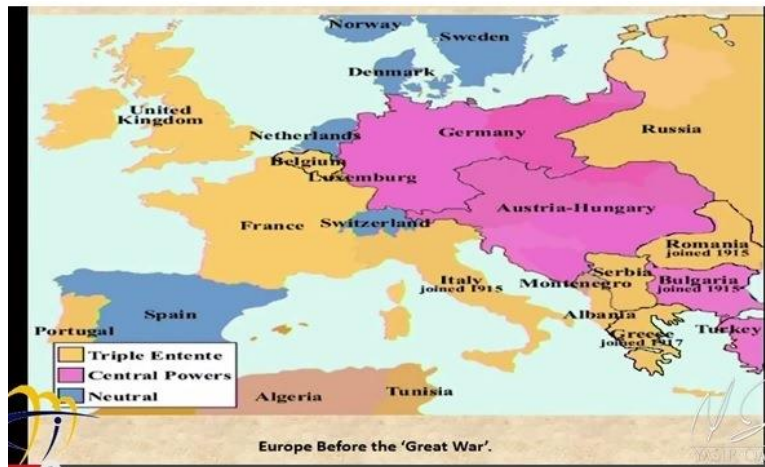 Norway
Sweden
Denmark
United
Kingdom
Netherlands
Germany
Russia
Belgium
Luxemburg
Austria-Hungary
France
Switzerland
Romania
joined 1915
Serbia
Italy
joined 1915
Montenegro
Bulgaria
joined 1915
Spain
Albania
Portugal
Greece
joined 1917
Turkey
Triple Entente
Central Powers
Neutral
Algeria
Tunisia
Europe Before the 'Great War'.